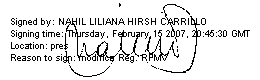 Signed by: NAHIL LILIANA HIRSH CARRILLO
Signing time: Thursday, February, 15 2007, 20:45:30 GMT
Location: pres
Reason to sign: modifica Reg. RPMV